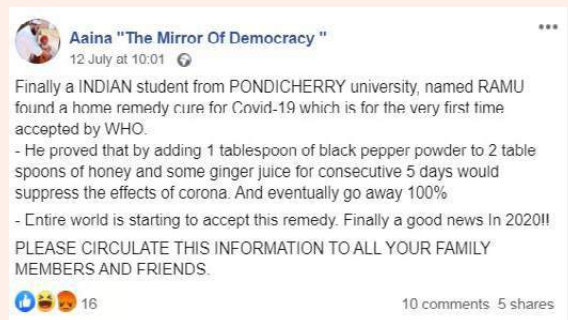 Aaina "The Mirror Of Democracy "
12 July at 10:01
Finally a INDIAN student from PONDICHERRY university, named RAMU
found a home remedy cure for Covid-19 which is for the very first time
accepted by WHO.
- He proved that by adding 1 tablespoon of black pepper powder to 2 table
spoons of honey and some ginger juice for consecutive 5 days would
suppress the effects of corona. And eventually go away 100%
- Entire world is starting to accept this remedy. Finally a good news In 2020!!
PLEASE CIRCULATE THIS INFORMATION TO ALL YOUR FAMILY
MEMBERS AND FRIENDS.
16 10 comments 5 shares